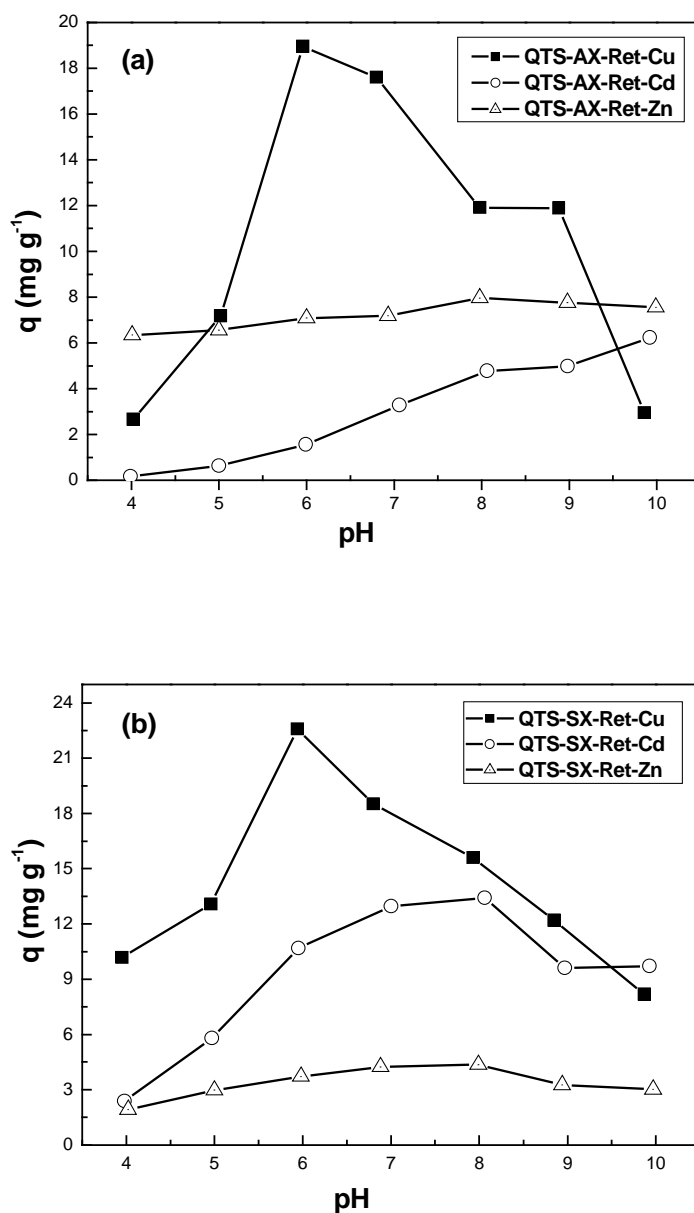 (a)
QTS-AX-Ret-Cu
QTS-AX-Ret-Cd
QTS-AX-Ret-Zn
20
18
16
14
12
10
8
6
4
2
0
q (mg g⁻¹)
4 5 6 7 8 9 10
pH
(b)
QTS-SX-Ret-Cu
QTS-SX-Ret-Cd
QTS-SX-Ret-Zn
24
21
18
15
12
9
6
3
0
q (mg g⁻¹)
4 5 6 7 8 9 10
pH